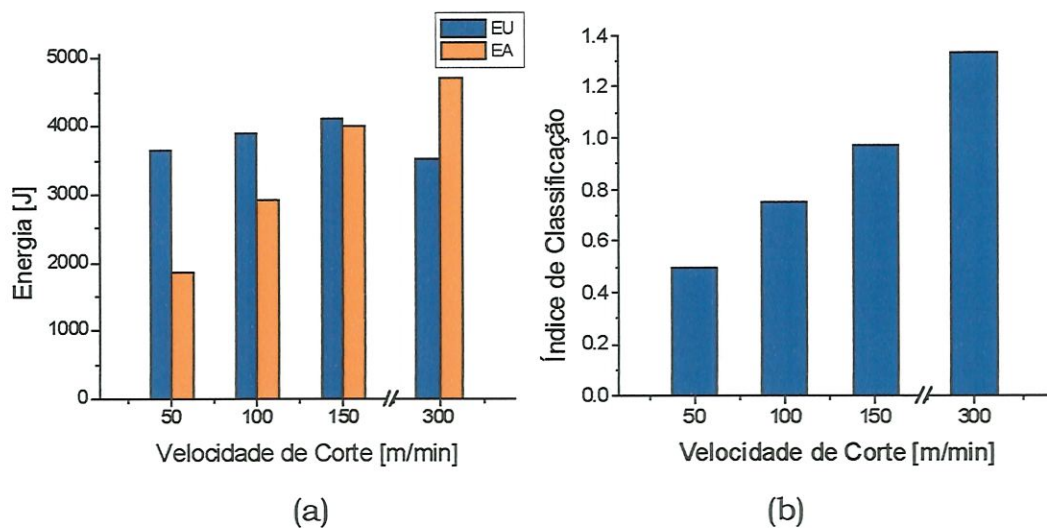 EU
EA
Energia [J]
5000
4000
3000
2000
1000
0
50 100 150 300
Velocidade de Corte [m/min]
(a)
Índice de Classificação
1.4
1.2
1.0
0.8
0.6
0.4
0.2
0.0
50 100 150 300
Velocidade de Corte [m/min]
(b)